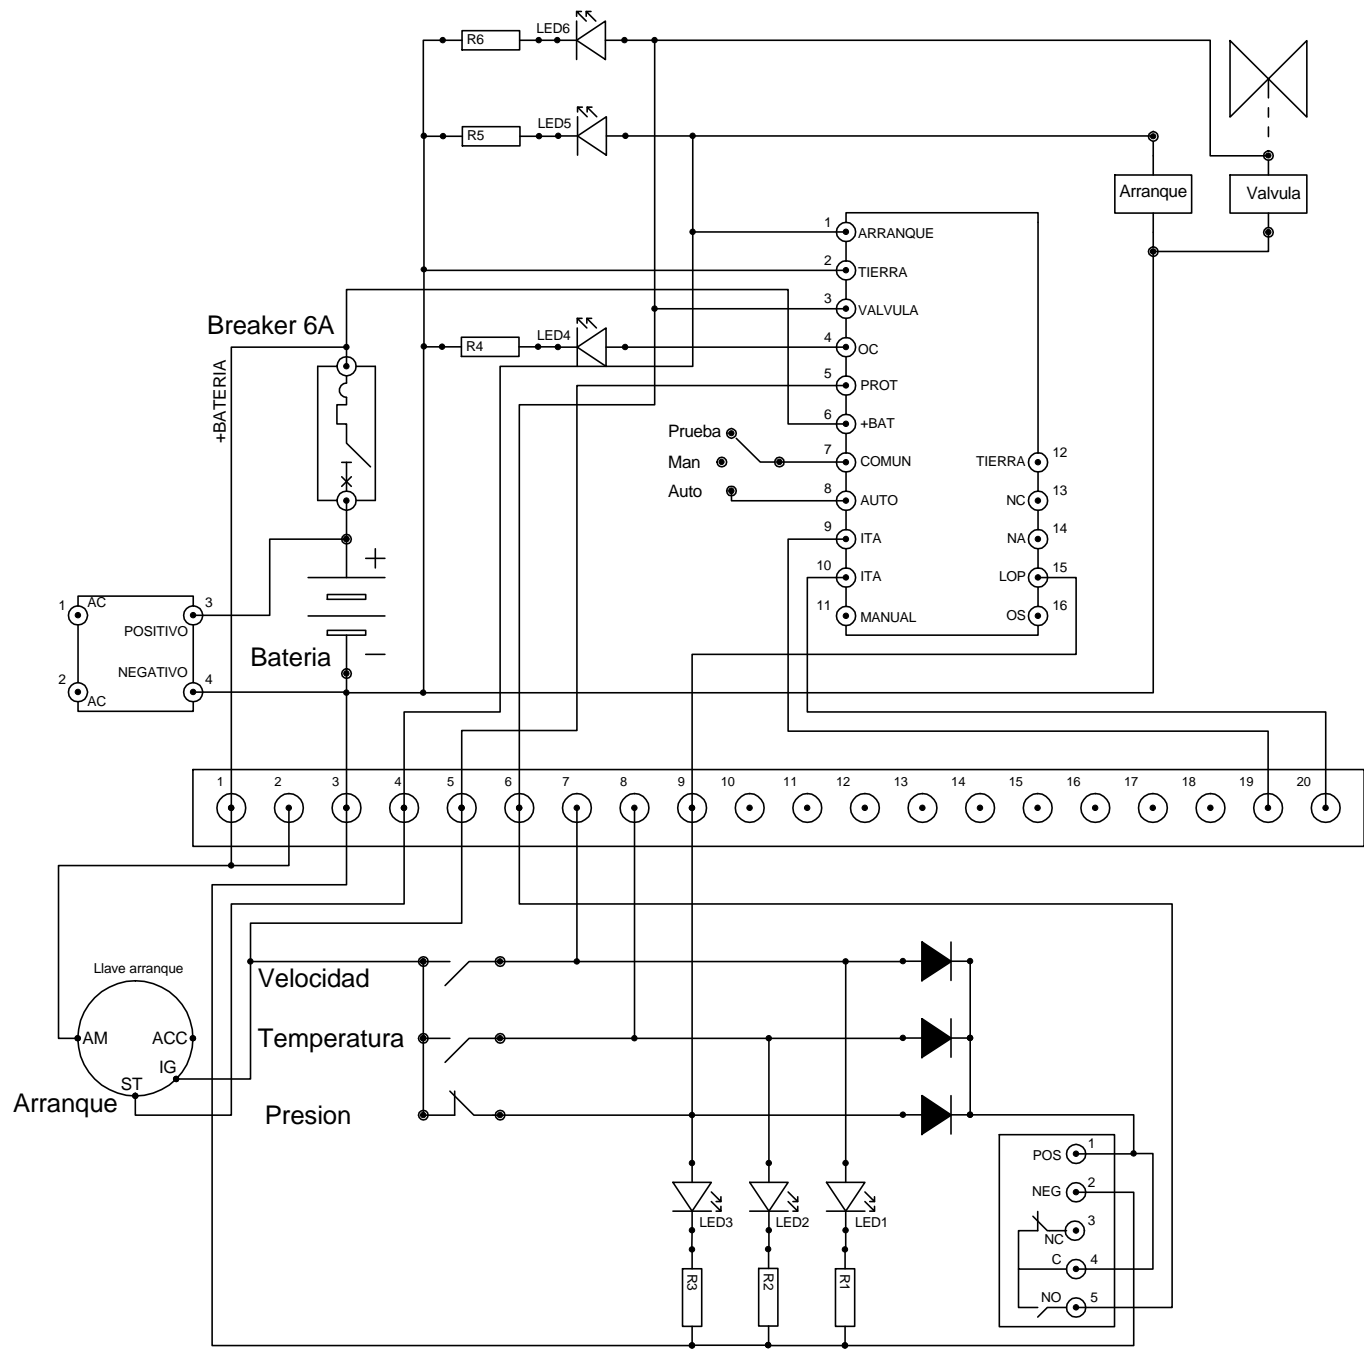 R6 LED6
R5 LED5
Arranque Valvula
1 ARRANQUE
2 TIERRA
3 VALVULA
Breaker 6A
R4 LED4 4 OC
+BATERIA
5 PROT
6 +BAT
Prueba
Man
Auto
7 COMUN
8 AUTO
9 ITA
10 ITA
11 MANUAL
TIERRA 12
NC 13
NA 14
LOP 15
OS 16
+
Bateria
−
1 AC 3
POSITIVO
NEGATIVO
2 AC 4
1 2 3 4 5 6 7 8 9 10 11 12 13 14 15 16 17 18 19 20
Llave arranque
AM ACC
IG
ST
Arranque
Velocidad
Temperatura
Presion
LED3 LED2 LED1
R3 R2 R1
POS 1
NEG 2
NC 3
C 4
NO 5